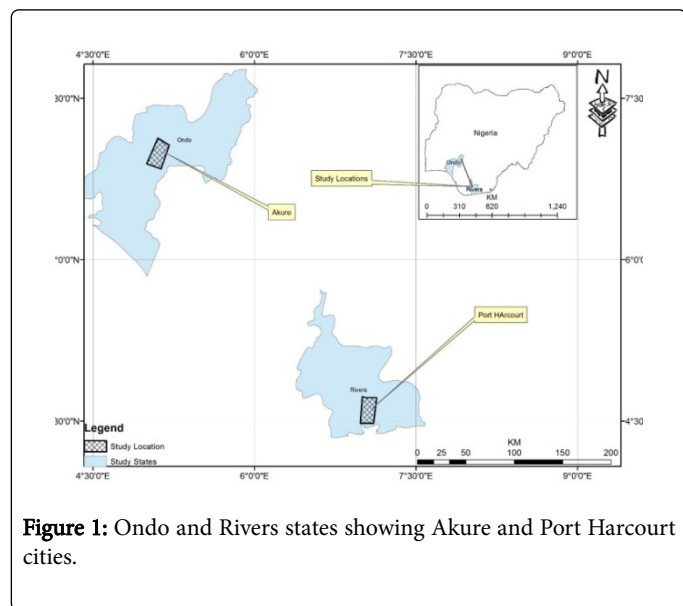 4°30'0"E 6°0'0"E 7°30'0"E 9°0'0"E
30'0"N 7°30
N
Nigeria
Ondo
Ondo
Study Locations
Rivers
KM
0 310 620 1,240
Akure
°0'0"N 6°0'0"N
Port HArcourt
Rivers
30'0"N 4°30
Legend
Study Location
Study States
KM
0 25 50 100 150 200
4°30'0"E 6°0'0"E 7°30'0"E 9°0'0"E
Figure 1: Ondo and Rivers states showing Akure and Port Harcourt
cities.